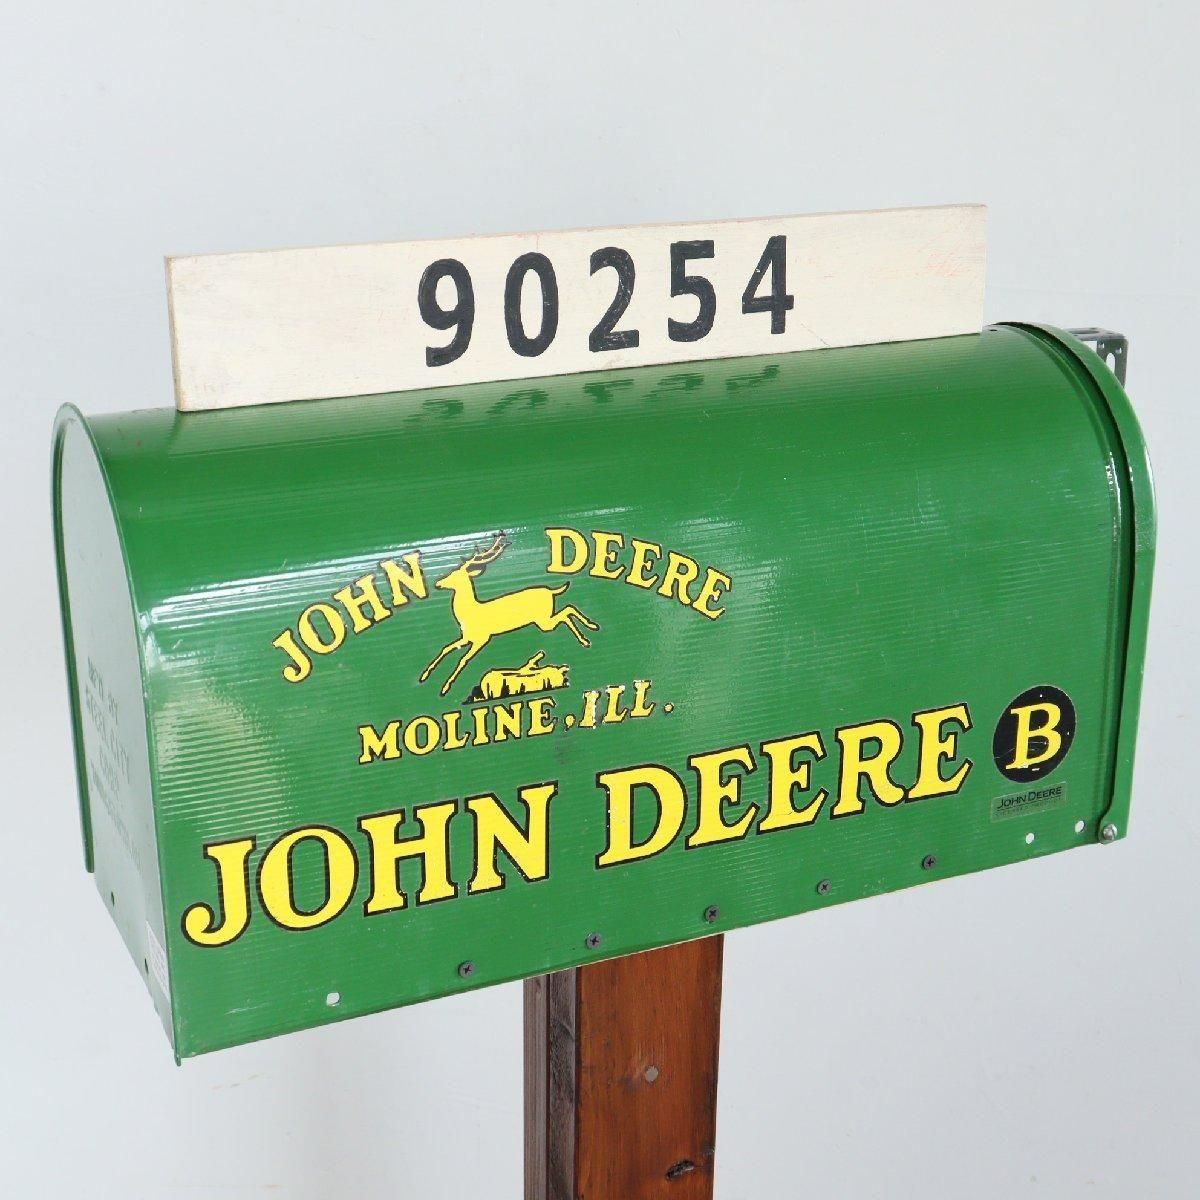 90254
JOHN DEERE
MOLINE, ILL.
JOHN DEERE B
JOHN DEERE